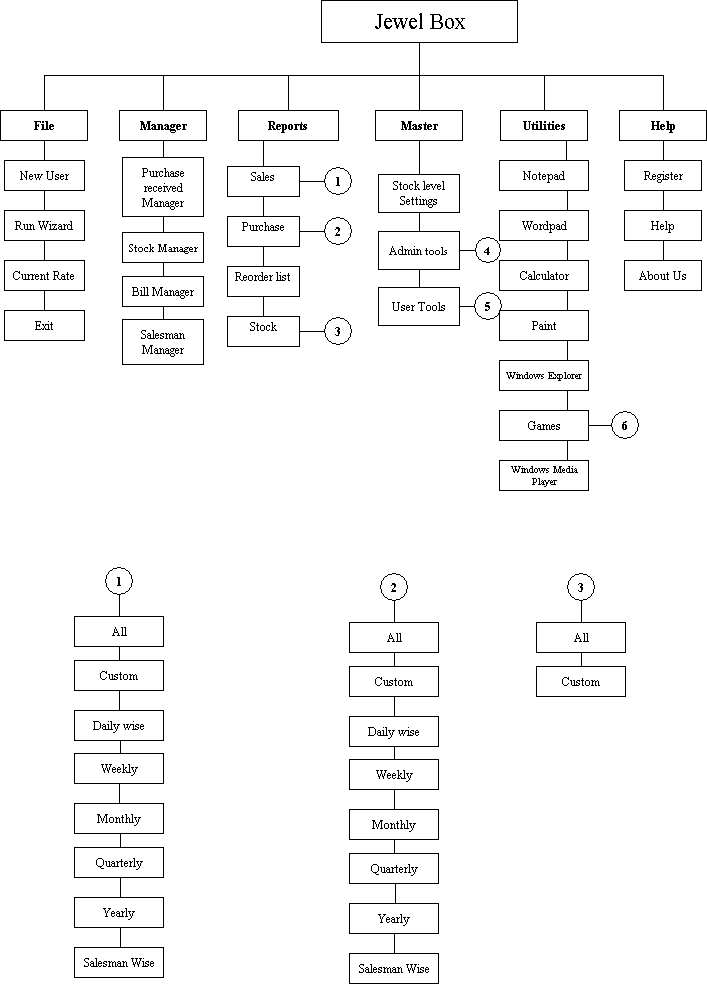 Jewel Box
File
Manager
Reports
Master
Utilities
Help
New User
Run Wizard
Current Rate
Exit
Purchase
received
Manager
Stock Manager
Bill Manager
Salesman
Manager
Sales
1
Purchase
2
Reorder list
Stock
3
Stock level
Settings
Admin tools
4
User Tools
5
Notepad
Wordpad
Calculator
Paint
Windows Explorer
Games
6
Windows Media
Player
Register
Help
About Us
1
All
Custom
Daily wise
Weekly
Monthly
Quarterly
Yearly
Salesman Wise
2
All
Custom
Daily wise
Weekly
Monthly
Quarterly
Yearly
Salesman Wise
3
All
Custom